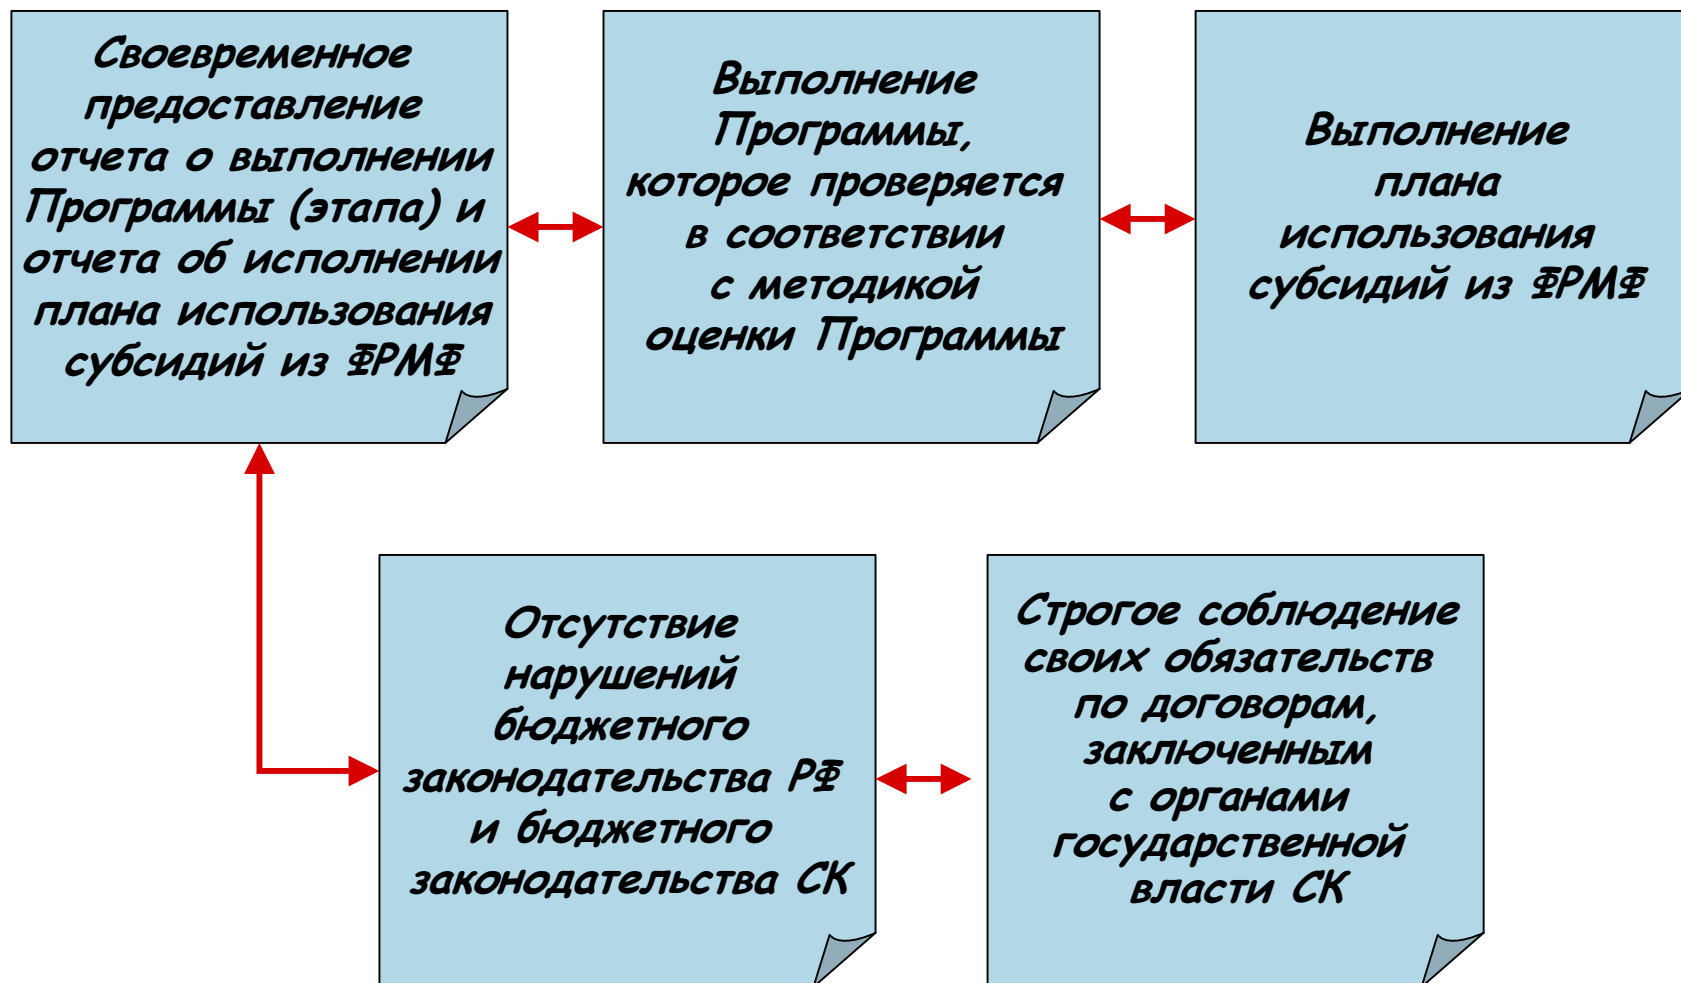 Своевременное
предоставление
отчета о выполнении
Программы (этапа) и
отчета об исполнении
плана использования
субсидий из ФРМФ
Выполнение
Программы,
которое проверяется
в соответствии
с методикой
оценки Программы
Выполнение
плана
использования
субсидий из ФРМФ
Отсутствие
нарушений
бюджетного
законодательства РФ
и бюджетного
законодательства СК
Строгое соблюдение
своих обязательств
по договорам,
заключенным
с органами
государственной
власти СК